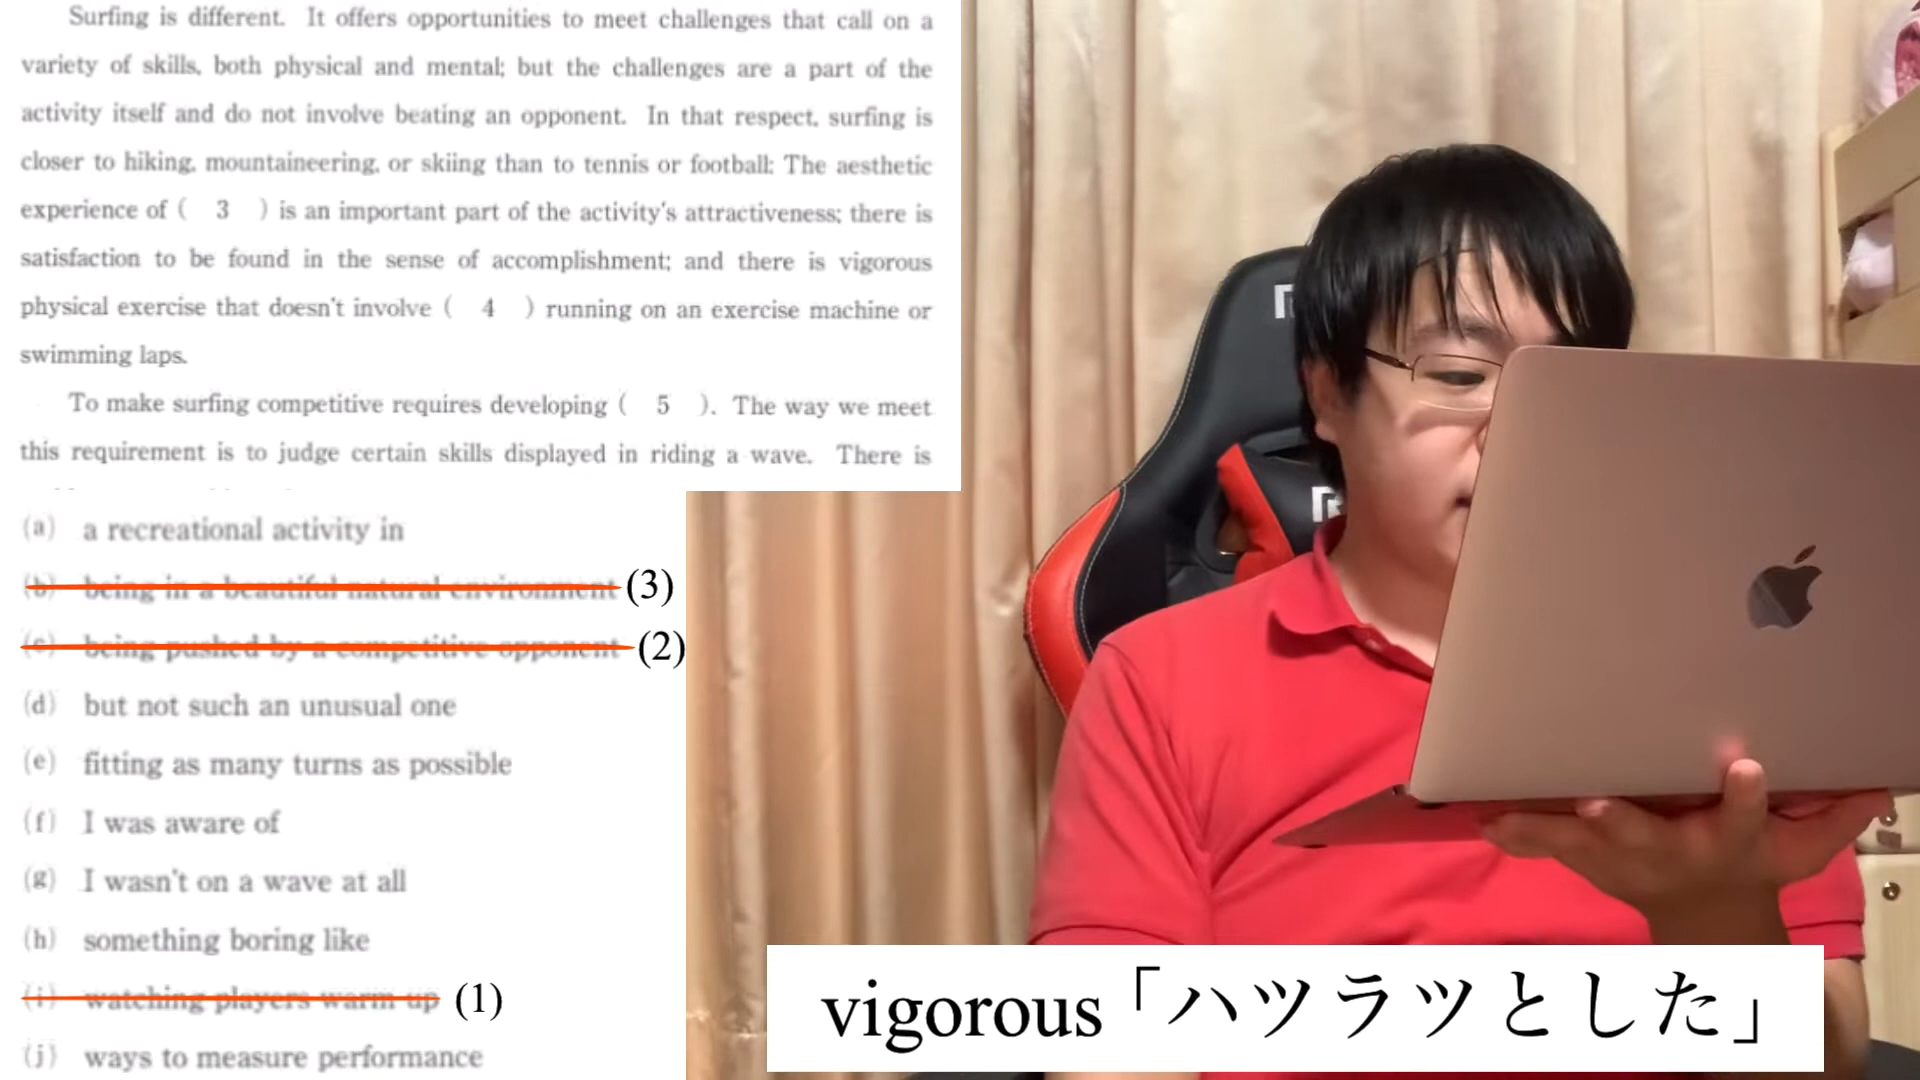 Surfing is different. It offers opportunities to meet challenges that call on a
variety of skills, both physical and mental; but the challenges are a part of the
activity itself and do not involve beating an opponent. In that respect, surfing is
closer to hiking, mountaineering, or skiing than to tennis or football: The aesthetic
experience of ( 3 ) is an important part of the activity's attractiveness; there is
satisfaction to be found in the sense of accomplishment; and there is vigorous
physical exercise that doesn't involve ( 4 ) running on an exercise machine or
swimming laps.
To make surfing competitive requires developing ( 5 ). The way we meet
this requirement is to judge certain skills displayed in riding a wave. There is
(a) a recreational activity in
(b) being in a beautiful natural environment (3)
(c) being pushed by a competitive opponent (2)
(d) but not such an unusual one
(e) fitting as many turns as possible
(f) I was aware of
(g) I wasn't on a wave at all
(h) something boring like
(i) watching players warm up (1)
(j) ways to measure performance
vigorous「ハツラツとした」